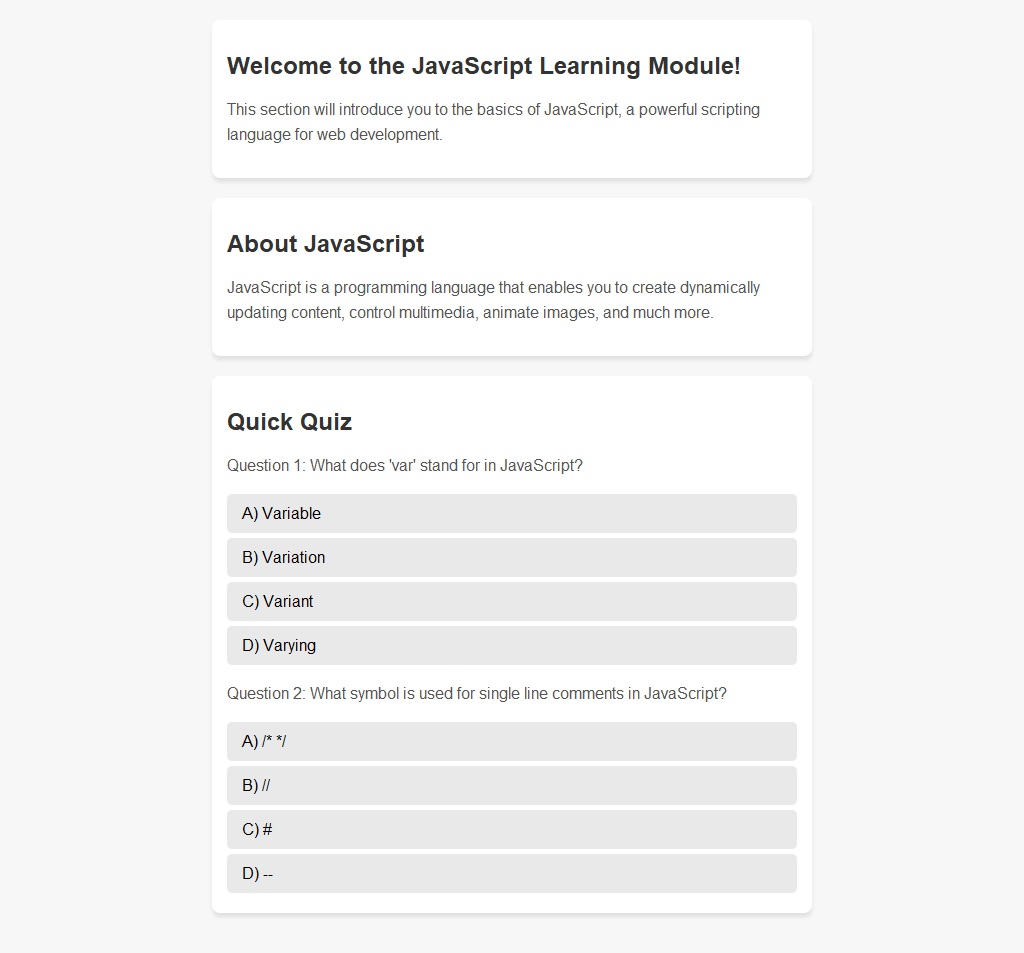 Welcome to the JavaScript Learning Module!
This section will introduce you to the basics of JavaScript, a powerful scripting
language for web development.
About JavaScript
JavaScript is a programming language that enables you to create dynamically
updating content, control multimedia, animate images, and much more.
Quick Quiz
Question 1: What does 'var' stand for in JavaScript?
A) Variable
B) Variation
C) Variant
D) Varying
Question 2: What symbol is used for single line comments in JavaScript?
A) /* */
B) //
C) #
D) --